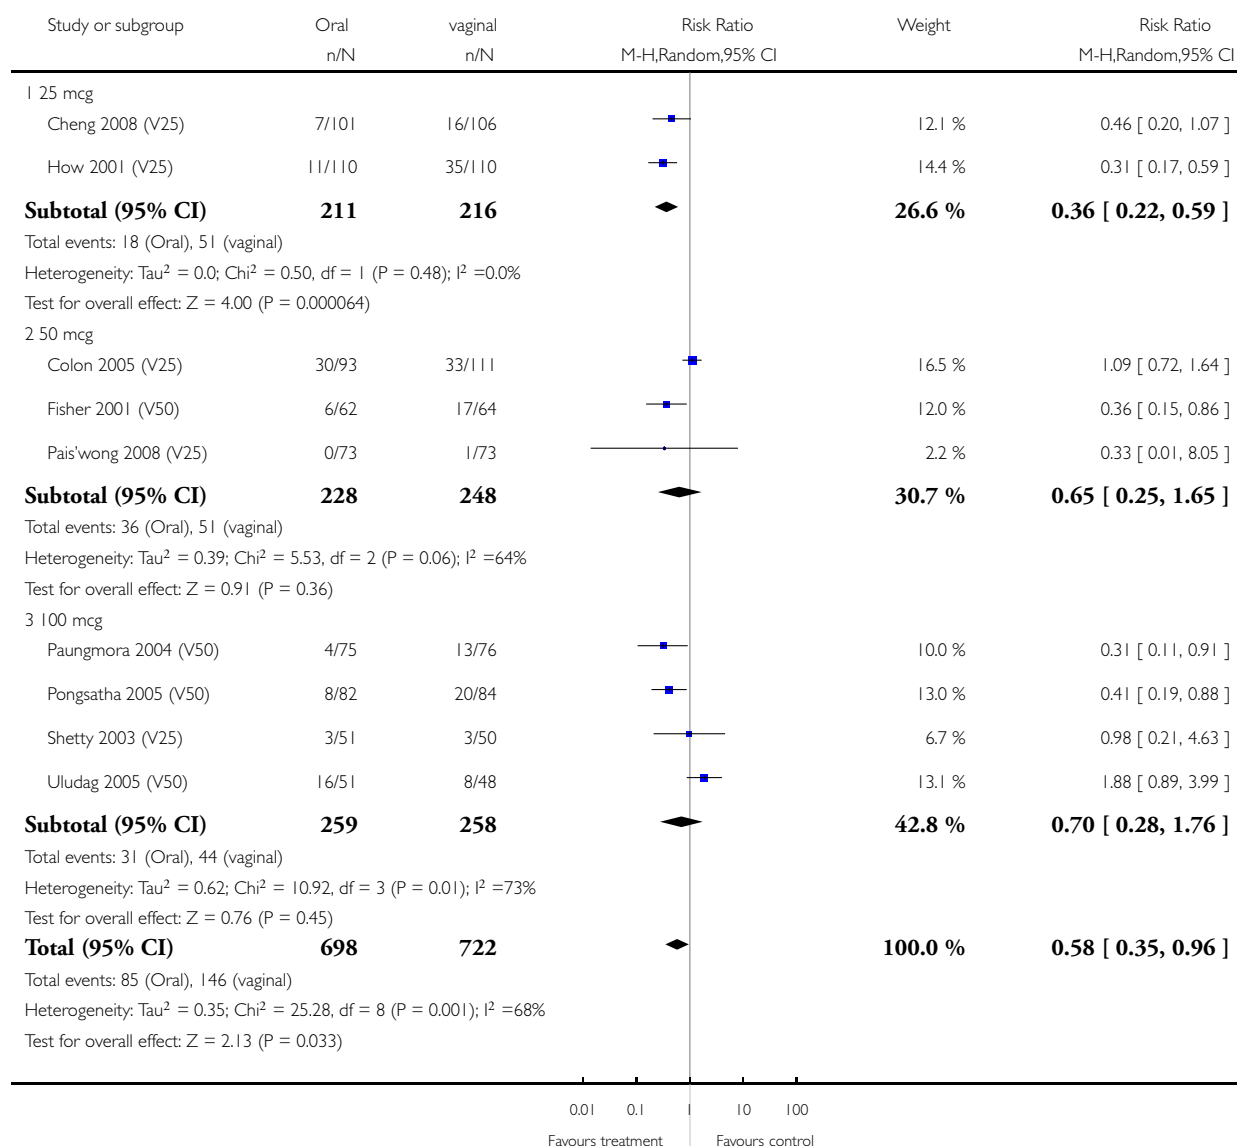 Study or subgroup Oral vaginal Risk Ratio Weight Risk Ratio
n/N n/N M-H,Random,95% CI M-H,Random,95% CI
1 25 mcg
Cheng 2008 (V25) 7/101 16/106 12.1 % 0.46 [ 0.20, 1.07 ]
How 2001 (V25) 11/110 35/110 14.4 % 0.31 [ 0.17, 0.59 ]
Subtotal (95% CI) 211 216 26.6 % 0.36 [ 0.22, 0.59 ]
Total events: 18 (Oral), 51 (vaginal)
Heterogeneity: Tau² = 0.0; Chi² = 0.50, df = 1 (P = 0.48); I² =0.0%
Test for overall effect: Z = 4.00 (P = 0.000064)
2 50 mcg
Colon 2005 (V25) 30/93 33/111 16.5 % 1.09 [ 0.72, 1.64 ]
Fisher 2001 (V50) 6/62 17/64 12.0 % 0.36 [ 0.15, 0.86 ]
Pais'wong 2008 (V25) 0/73 1/73 2.2 % 0.33 [ 0.01, 8.05 ]
Subtotal (95% CI) 228 248 30.7 % 0.65 [ 0.25, 1.65 ]
Total events: 36 (Oral), 51 (vaginal)
Heterogeneity: Tau² = 0.39; Chi² = 5.53, df = 2 (P = 0.06); I² =64%
Test for overall effect: Z = 0.91 (P = 0.36)
3 100 mcg
Paungmora 2004 (V50) 4/75 13/76 10.0 % 0.31 [ 0.11, 0.91 ]
Pongsatha 2005 (V50) 8/82 20/84 13.0 % 0.41 [ 0.19, 0.88 ]
Shetty 2003 (V25) 3/51 3/50 6.7 % 0.98 [ 0.21, 4.63 ]
Uludag 2005 (V50) 16/51 8/48 13.1 % 1.88 [ 0.89, 3.99 ]
Subtotal (95% CI) 259 258 42.8 % 0.70 [ 0.28, 1.76 ]
Total events: 31 (Oral), 44 (vaginal)
Heterogeneity: Tau² = 0.62; Chi² = 10.92, df = 3 (P = 0.01); I² =73%
Test for overall effect: Z = 0.76 (P = 0.45)
Total (95% CI) 698 722 100.0 % 0.58 [ 0.35, 0.96 ]
Total events: 85 (Oral), 146 (vaginal)
Heterogeneity: Tau² = 0.35; Chi² = 25.28, df = 8 (P = 0.001); I² =68%
Test for overall effect: Z = 2.13 (P = 0.033)
0.01 0.1 1 10 100
Favours treatment Favours control